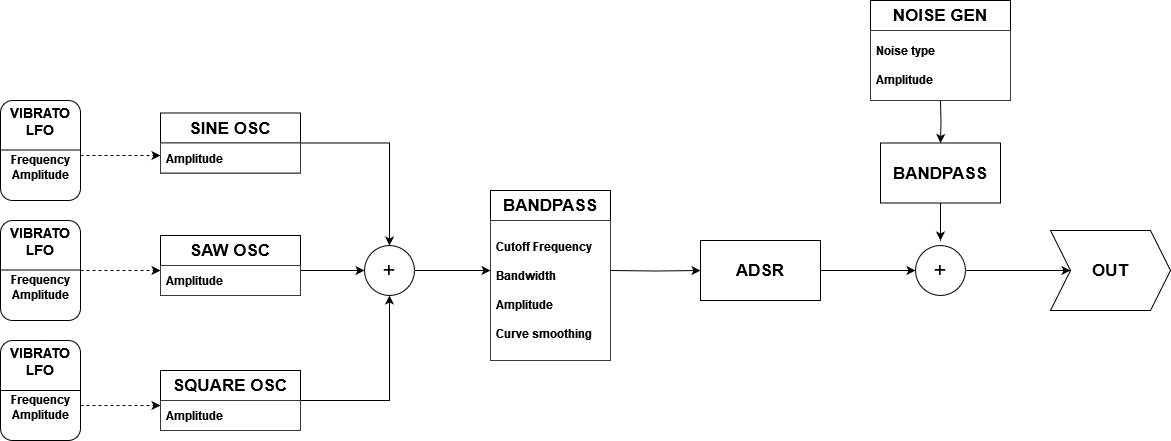 NOISE GEN
Noise type
Amplitude
VIBRATO
LFO
Frequency
Amplitude
SINE OSC
Amplitude
BANDPASS
VIBRATO
LFO
Frequency
Amplitude
SAW OSC
Amplitude
+
BANDPASS
Cutoff Frequency
Bandwidth
Amplitude
Curve smoothing
ADSR
+
OUT
VIBRATO
LFO
Frequency
Amplitude
SQUARE OSC
Amplitude